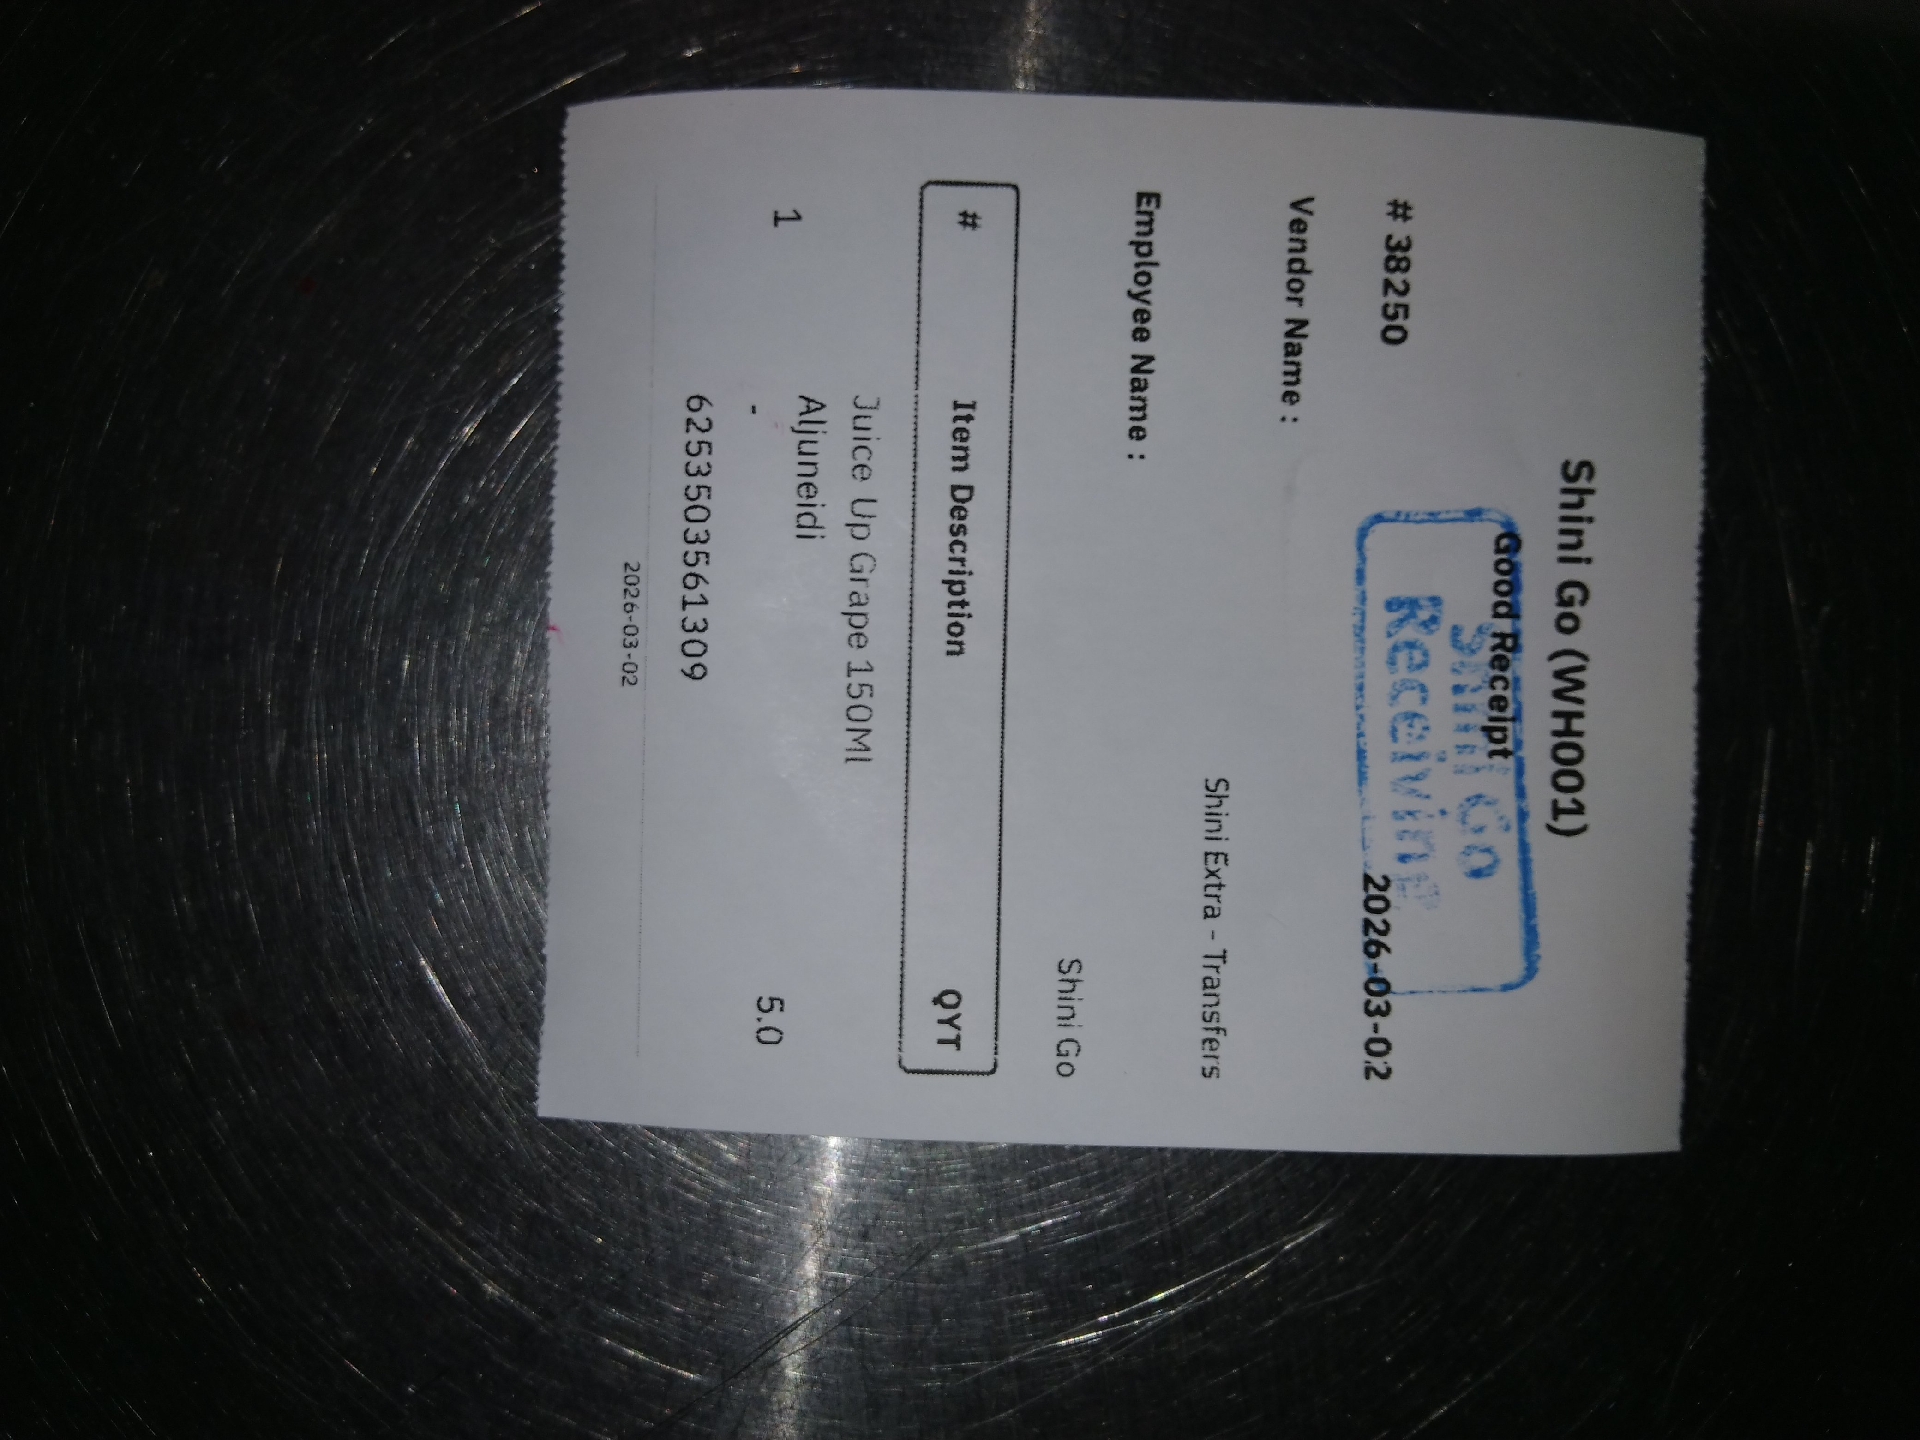 Shini Go (WH001)
Good Receipt
Shini Go
Receiving
# 38250 2026-03-02
Vendor Name :
Shini Extra - Transfers
Employee Name :
Shini Go
# Item Description QYT
Juice Up Grape 150Ml
Aljuneidi
1 5.0
-
6253503561309
2026-03-02